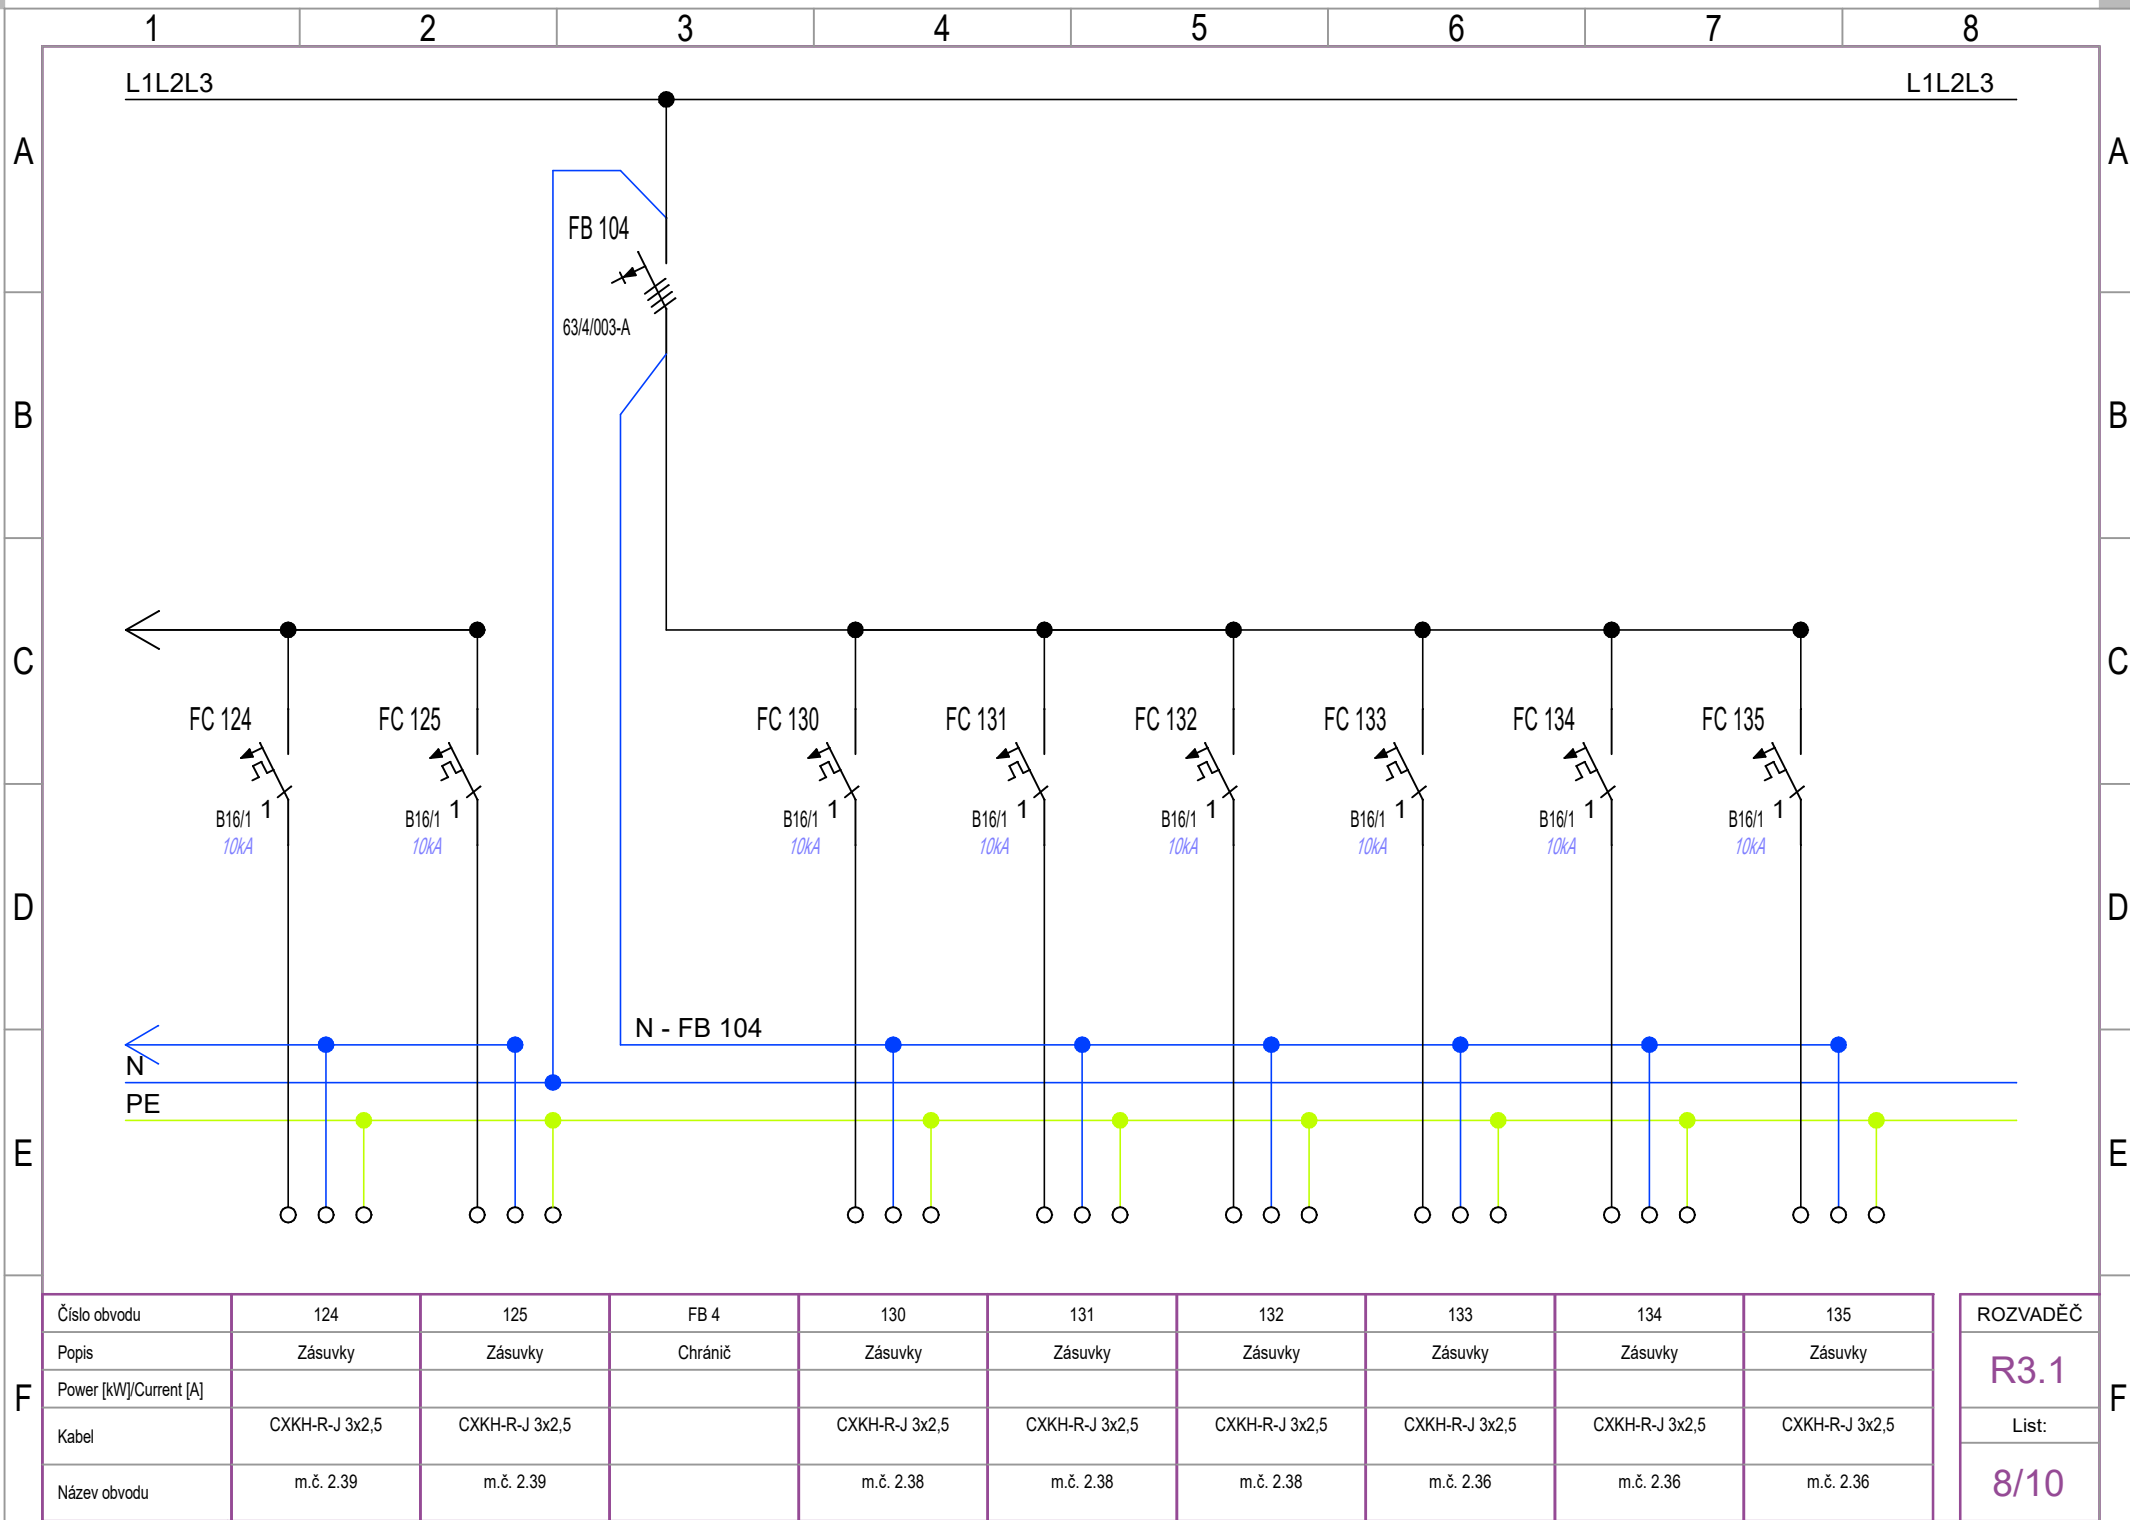 1 2 3 4 5 6 7 8
L1L2L3 L1L2L3
A A
FB 104
63/4/003-A
B B
C C
FC 124 FC 125 FC 130 FC 131 FC 132 FC 133 FC 134 FC 135
1 1 1 1 1 1 1 1
B16/1 B16/1 B16/1 B16/1 B16/1 B16/1 B16/1 B16/1
10kA 10kA 10kA 10kA 10kA 10kA 10kA 10kA
D D
N - FB 104
N
PE
E E
Číslo obvodu 124 125 FB 4 130 131 132 133 134 135 ROZVADĚČ
Popis Zásuvky Zásuvky Chránič Zásuvky Zásuvky Zásuvky Zásuvky Zásuvky Zásuvky
R3.1
Power [kW]/Current [A]
F F
Kabel CXKH-R-J 3x2,5 CXKH-R-J 3x2,5 CXKH-R-J 3x2,5 CXKH-R-J 3x2,5 CXKH-R-J 3x2,5 CXKH-R-J 3x2,5 CXKH-R-J 3x2,5 CXKH-R-J 3x2,5 List:
Název obvodu m.č. 2.39 m.č. 2.39 m.č. 2.38 m.č. 2.38 m.č. 2.38 m.č. 2.36 m.č. 2.36 m.č. 2.36 8/10